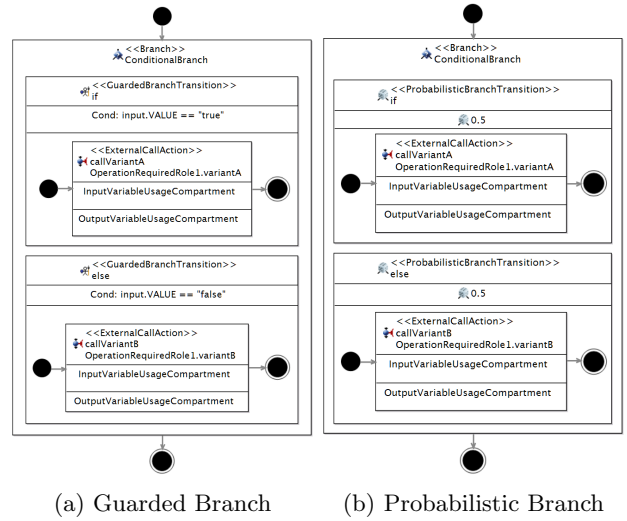 <<Branch>>
ConditionalBranch
<<GuardedBranchTransition>>
if
Cond: input.VALUE == "true"
<<ExternalCallAction>>
callVariantA
OperationRequiredRole1.variantA
InputVariableUsageCompartment
OutputVariableUsageCompartment
<<GuardedBranchTransition>>
else
Cond: input.VALUE == "false"
<<ExternalCallAction>>
callVariantB
OperationRequiredRole1.variantB
InputVariableUsageCompartment
OutputVariableUsageCompartment
(a) Guarded Branch
<<Branch>>
ConditionalBranch
<<ProbabilisticBranchTransition>>
if
0.5
<<ExternalCallAction>>
callVariantA
OperationRequiredRole1.variantA
InputVariableUsageCompartment
OutputVariableUsageCompartment
<<ProbabilisticBranchTransition>>
else
0.5
<<ExternalCallAction>>
callVariantB
OperationRequiredRole1.variantB
InputVariableUsageCompartment
OutputVariableUsageCompartment
(b) Probabilistic Branch